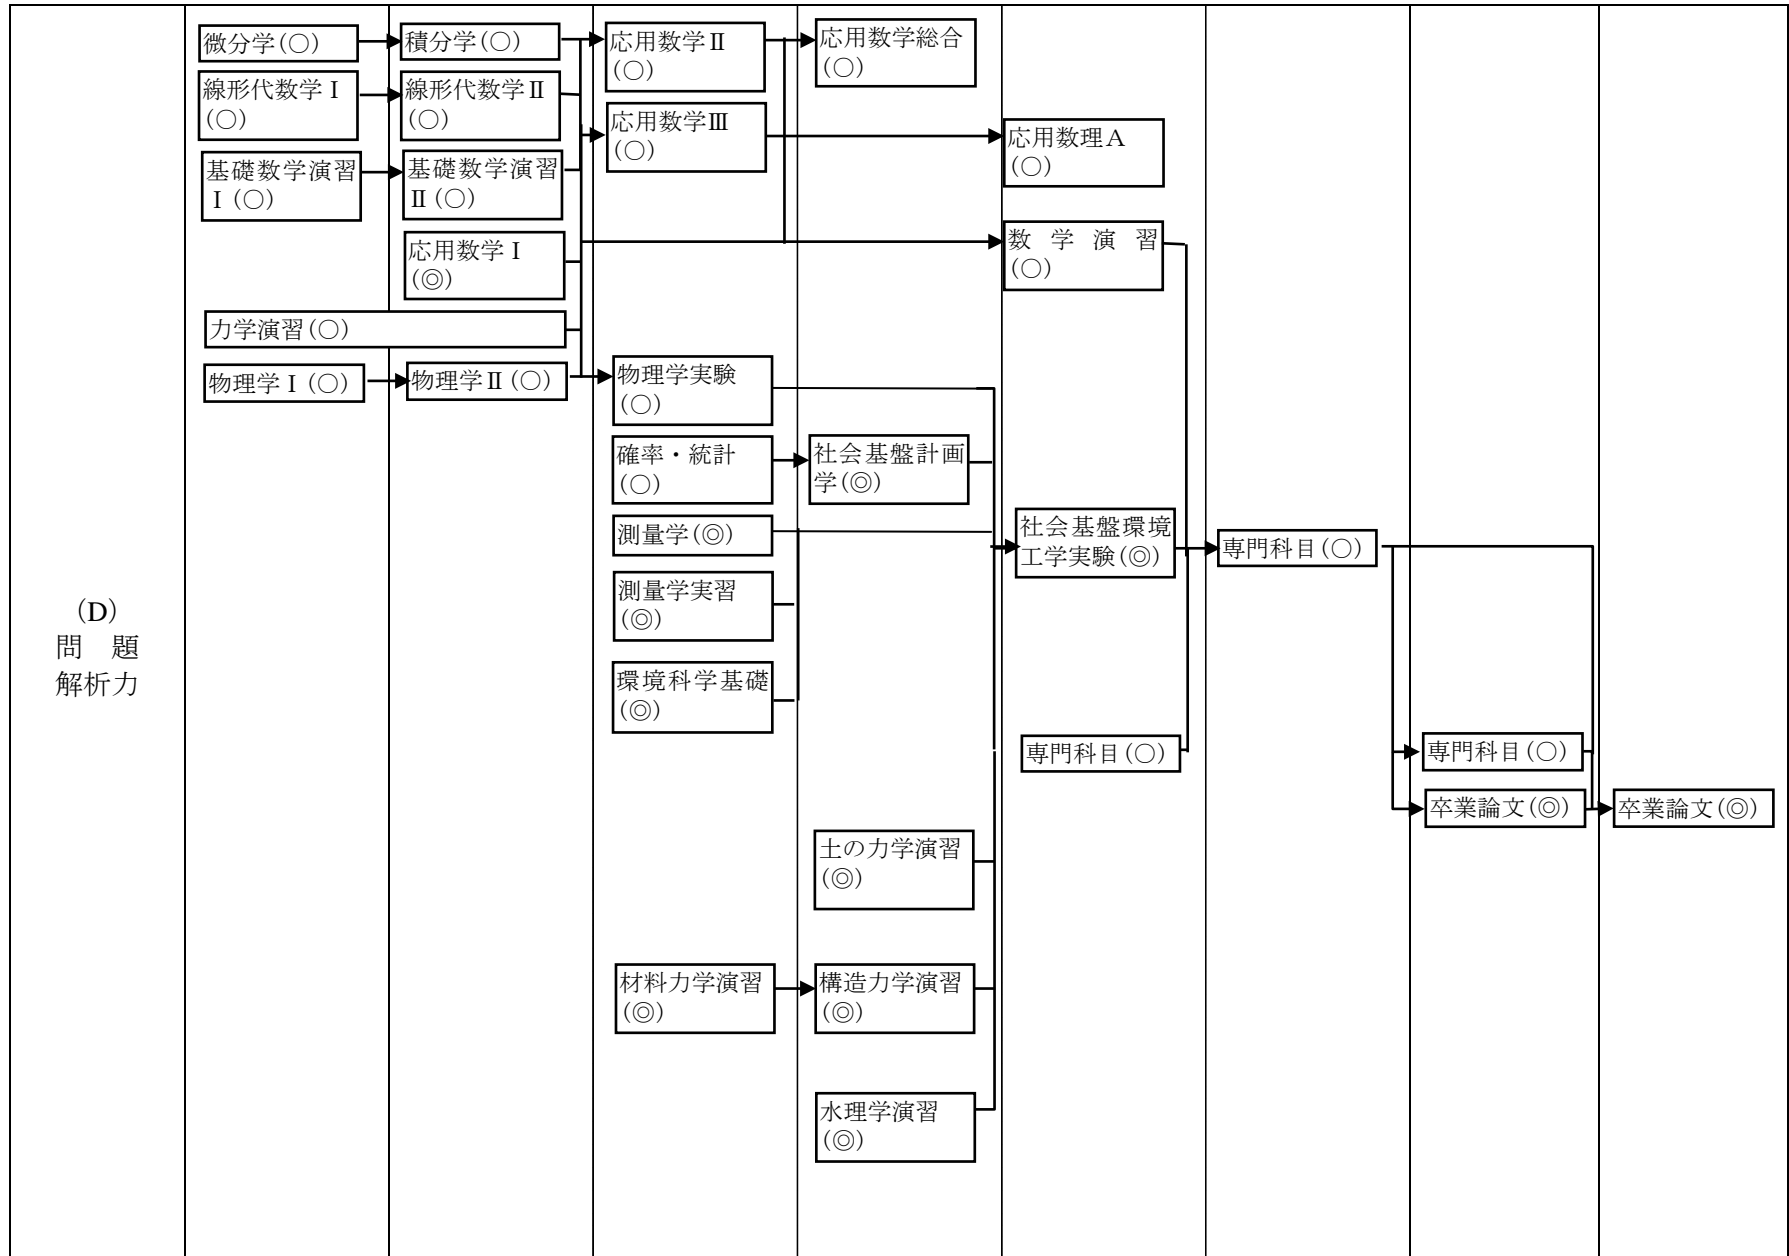 (D)
問　題
解析力
微分学(○)
線形代数学Ⅰ
(○)
基礎数学演習
Ⅰ(○)
力学演習(○)
物理学Ⅰ(○)
積分学(○)
線形代数学Ⅱ
(○)
基礎数学演習
Ⅱ(○)
応用数学Ⅰ
(◎)
物理学Ⅱ(○)
応用数学Ⅱ
(○)
応用数学Ⅲ
(○)
物理学実験
(○)
確率・統計
(○)
測量学(◎)
測量学実習
(◎)
環境科学基礎
(◎)
材料力学演習
(◎)
応用数学総合
(○)
社会基盤計画
学(◎)
土の力学演習
(◎)
構造力学演習
(◎)
水理学演習
(◎)
応用数理A
(○)
数　学　演　習
(○)
社会基盤環境
工学実験(◎)
専門科目(○)
専門科目(○)
専門科目(○)
卒業論文(◎)
卒業論文(◎)